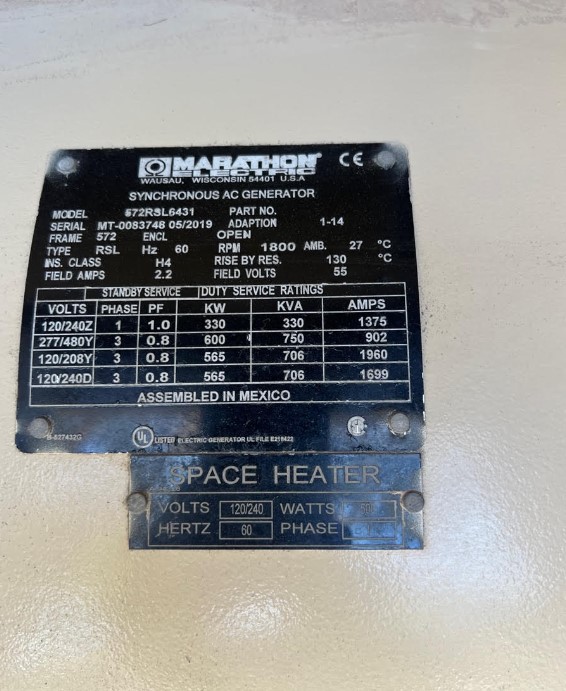 MARATHON®
ELECTRIC
CE
WAUSAU, WISCONSIN 54401 U.S.A
SYNCHRONOUS AC GENERATOR
MODEL 572RSL6431 PART NO.
SERIAL MT-0083748 05/2019 ADAPTION 1-14
FRAME 572 ENCL OPEN
TYPE RSL Hz 60 RPM 1800 AMB. 27 °C
INS. CLASS H4 RISE BY RES. 130 °C
FIELD AMPS 2.2 FIELD VOLTS 55
STANDBY SERVICE DUTY SERVICE RATINGS
VOLTS PHASE PF KW KVA AMPS
120/240Z 1 1.0 330 330 1375
277/480Y 3 0.8 600 750 902
120/208Y 3 0.8 565 706 1960
120/240D 3 0.8 565 706 1699
ASSEMBLED IN MEXICO
UL LISTED ELECTRIC GENERATOR UL FILE
SPACE HEATER
VOLTS 120/240 WATTS
HERTZ 60 PHASE